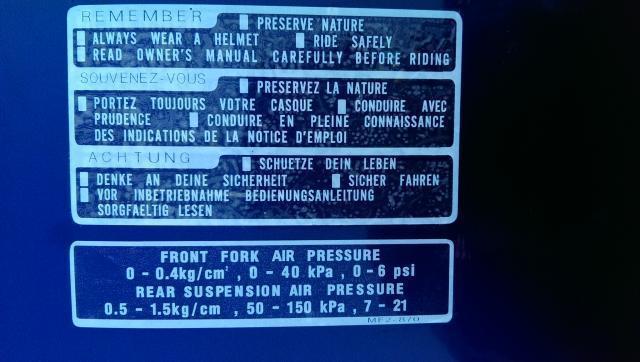 REMEMBER
PRESERVE NATURE
ALWAYS WEAR A HELMET RIDE SAFELY
READ OWNER'S MANUAL CAREFULLY BEFORE RIDING
SOUVENEZ-VOUS
PRESERVEZ LA NATURE
PORTEZ TOUJOURS VOTRE CASQUE CONDUIRE AVEC
PRUDENCE CONDUIRE EN PLEINE CONNAISSANCE
DES INDICATIONS DE LA NOTICE D'EMPLOI
ACHTUNG
SCHUETZE DEIN LEBEN
DENKE AN DEINE SICHERHEIT SICHER FAHREN
VOR INBETRIEBNAHME BEDIENUNGSANLEITUNG
SORGFAELTIG LESEN
FRONT FORK AIR PRESSURE
0 - 0.4kg/cm², 0 - 40 kPa, 0-6 psi
REAR SUSPENSION AIR PRESSURE
0.5 - 1.5kg/cm , 50 - 150 kPa, 7 - 21
MF2-870